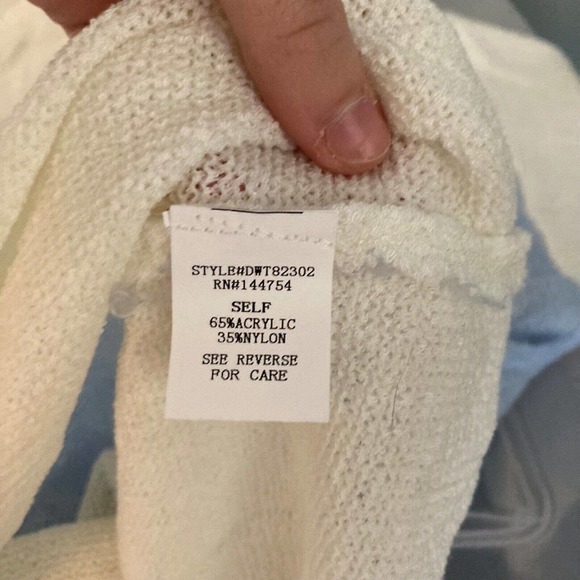 STYLE#DWT82302
RN#144754
SELF
65%ACRYLIC
35%NYLON
SEE REVERSE
FOR CARE